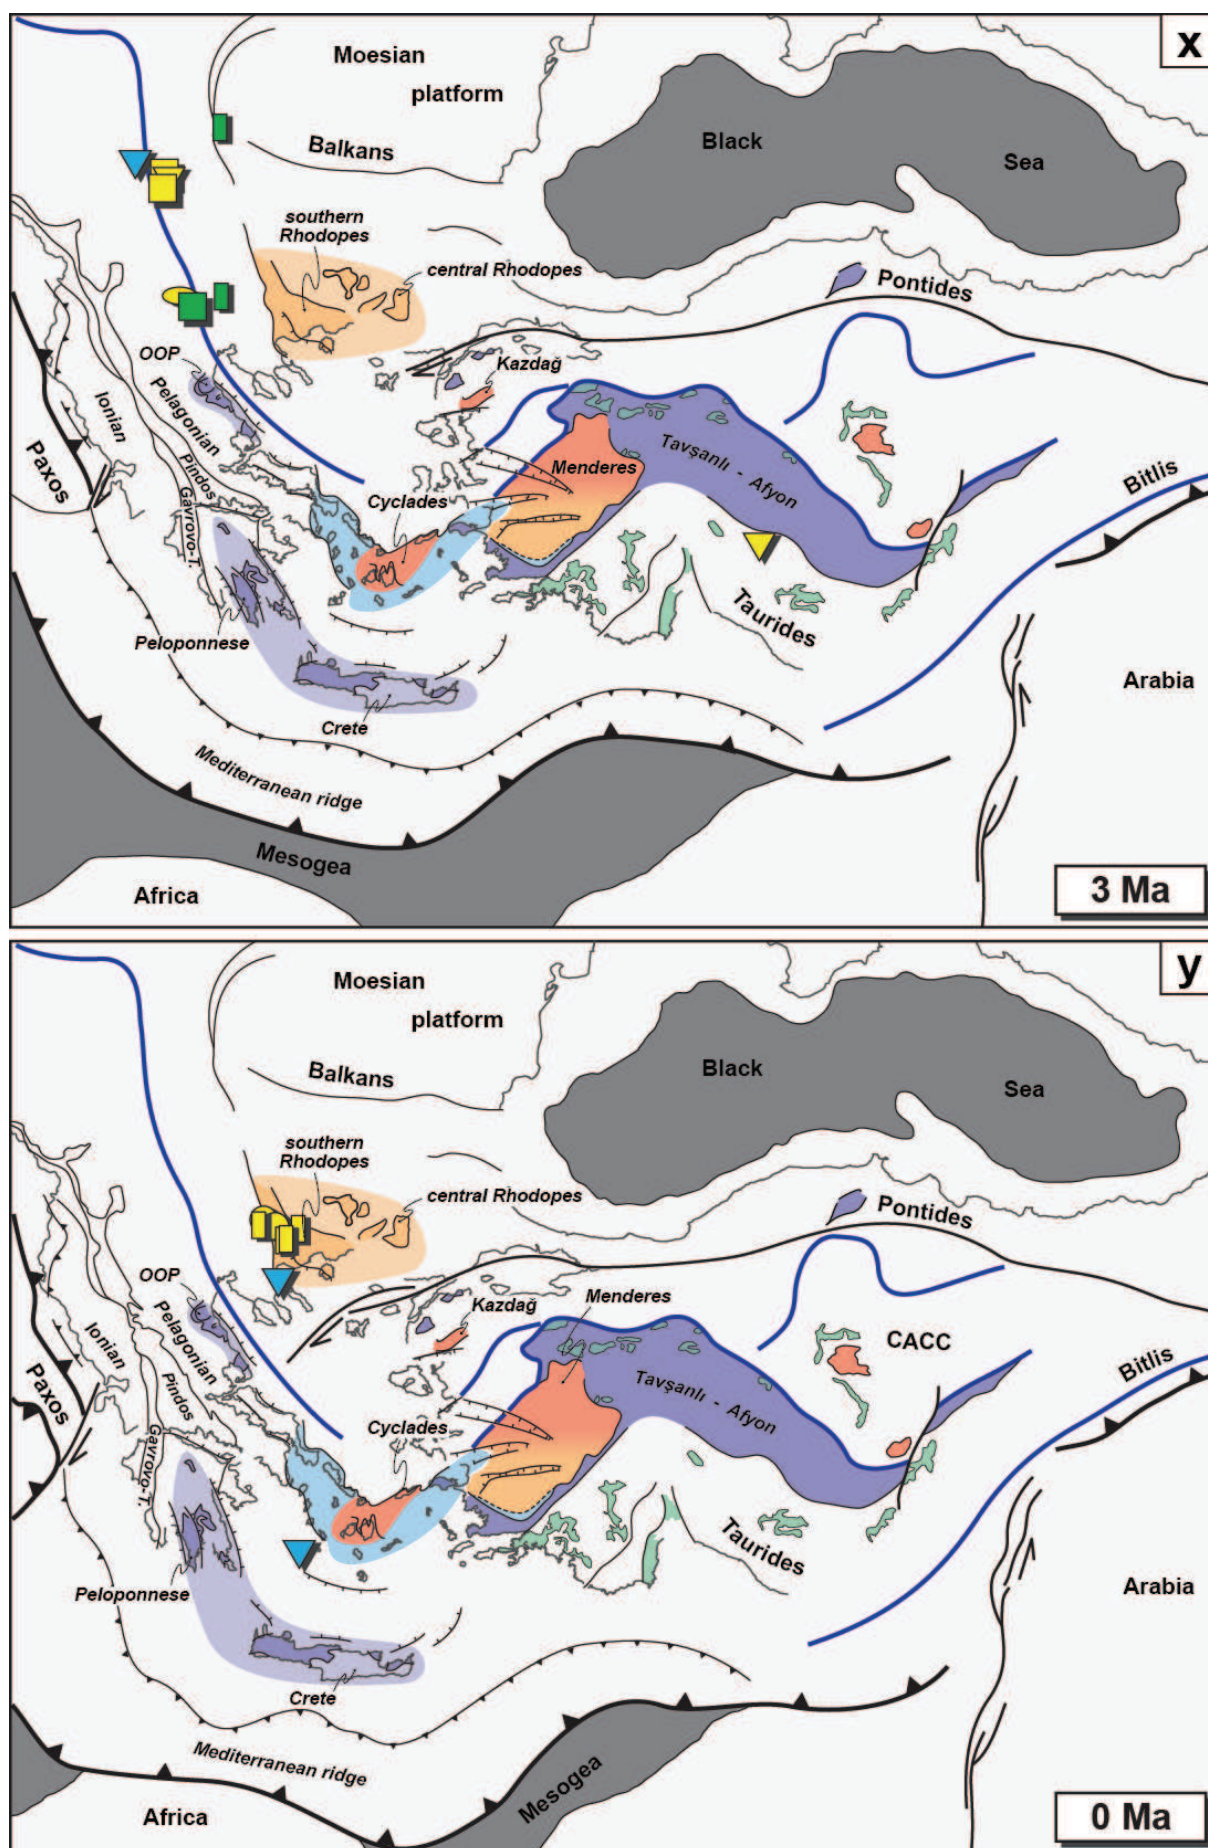 x
Moesian
platform
Black
Sea
Balkans
southern
Rhodopes
central Rhodopes
Pontides
OOP
Kazdağ
Ionian
Pelagonian
Paxos
Pindos
Gavrovo-T.
Cyclades
Menderes
Tavşanlı - Afyon
Bitlis
Peloponnese
Taurides
Crete
Arabia
Mediterranean ridge
Mesogea
Africa
3 Ma
y
Moesian
platform
Black
Sea
Balkans
southern
Rhodopes
central Rhodopes
Pontides
OOP
Kazdağ
Menderes
Ionian
Pelagonian
CACC
Bitlis
Paxos
Pindos
Tavşanlı - Afyon
Gavrovo-T.
Cyclades
Taurides
Peloponnese
Arabia
Crete
Mediterranean ridge
Mesogea
Africa
0 Ma